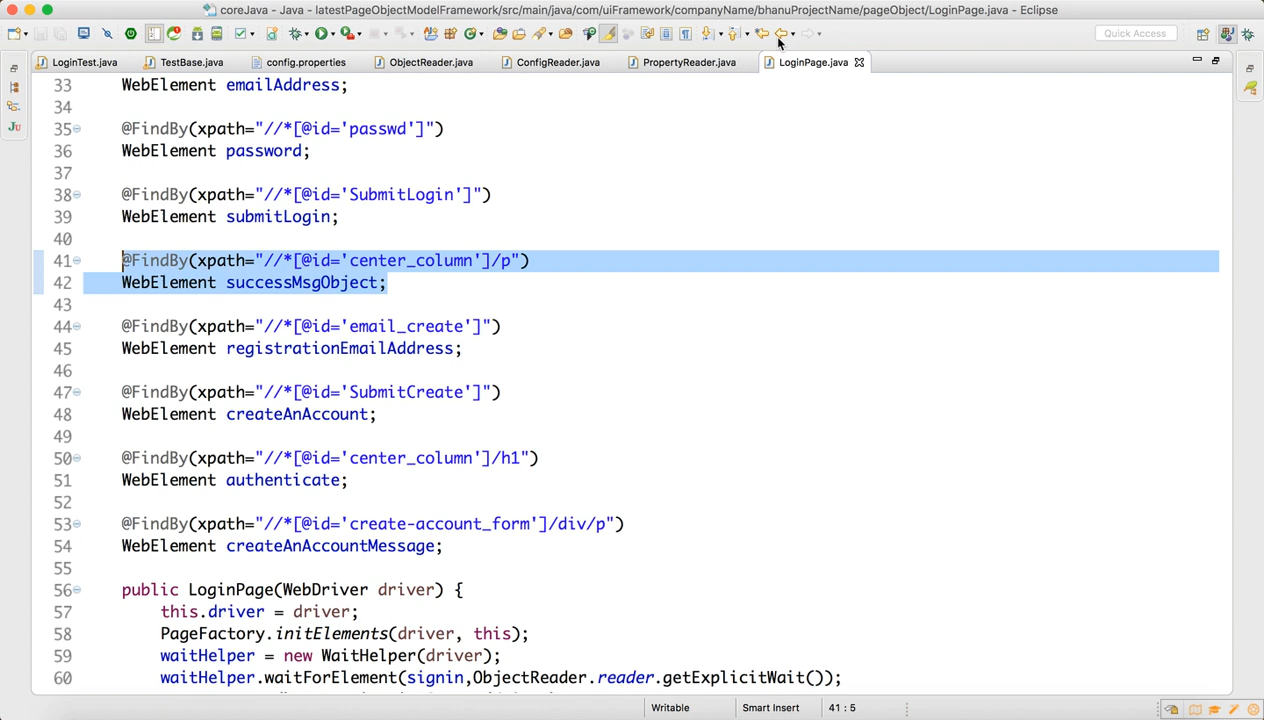 coreJava - Java - latestPageObjectModelFramework/src/main/java/com/uiFramework/companyName/bhanuProjectName/pageObject/LoginPage.java - Eclipse
Quick Access
LoginTest.java TestBase.java config.properties ObjectReader.java ConfigReader.java PropertyReader.java LoginPage.java
33 WebElement emailAddress;
34
35 @FindBy(xpath="//*[@id='passwd']")
36 WebElement password;
37
38 @FindBy(xpath="//*[@id='SubmitLogin']")
39 WebElement submitLogin;
40
41 @FindBy(xpath="//*[@id='center_column']/p")
42 WebElement successMsgObject;
43
44 @FindBy(xpath="//*[@id='email_create']")
45 WebElement registrationEmailAddress;
46
47 @FindBy(xpath="//*[@id='SubmitCreate']")
48 WebElement createAnAccount;
49
50 @FindBy(xpath="//*[@id='center_column']/h1")
51 WebElement authenticate;
52
53 @FindBy(xpath="//*[@id='create-account_form']/div/p")
54 WebElement createAnAccountMessage;
55
56 public LoginPage(WebDriver driver) {
57 this.driver = driver;
58 PageFactory.initElements(driver, this);
59 waitHelper = new WaitHelper(driver);
60 waitHelper.waitForElement(signin,ObjectReader.reader.getExplicitWait());
Writable Smart Insert 41 : 5